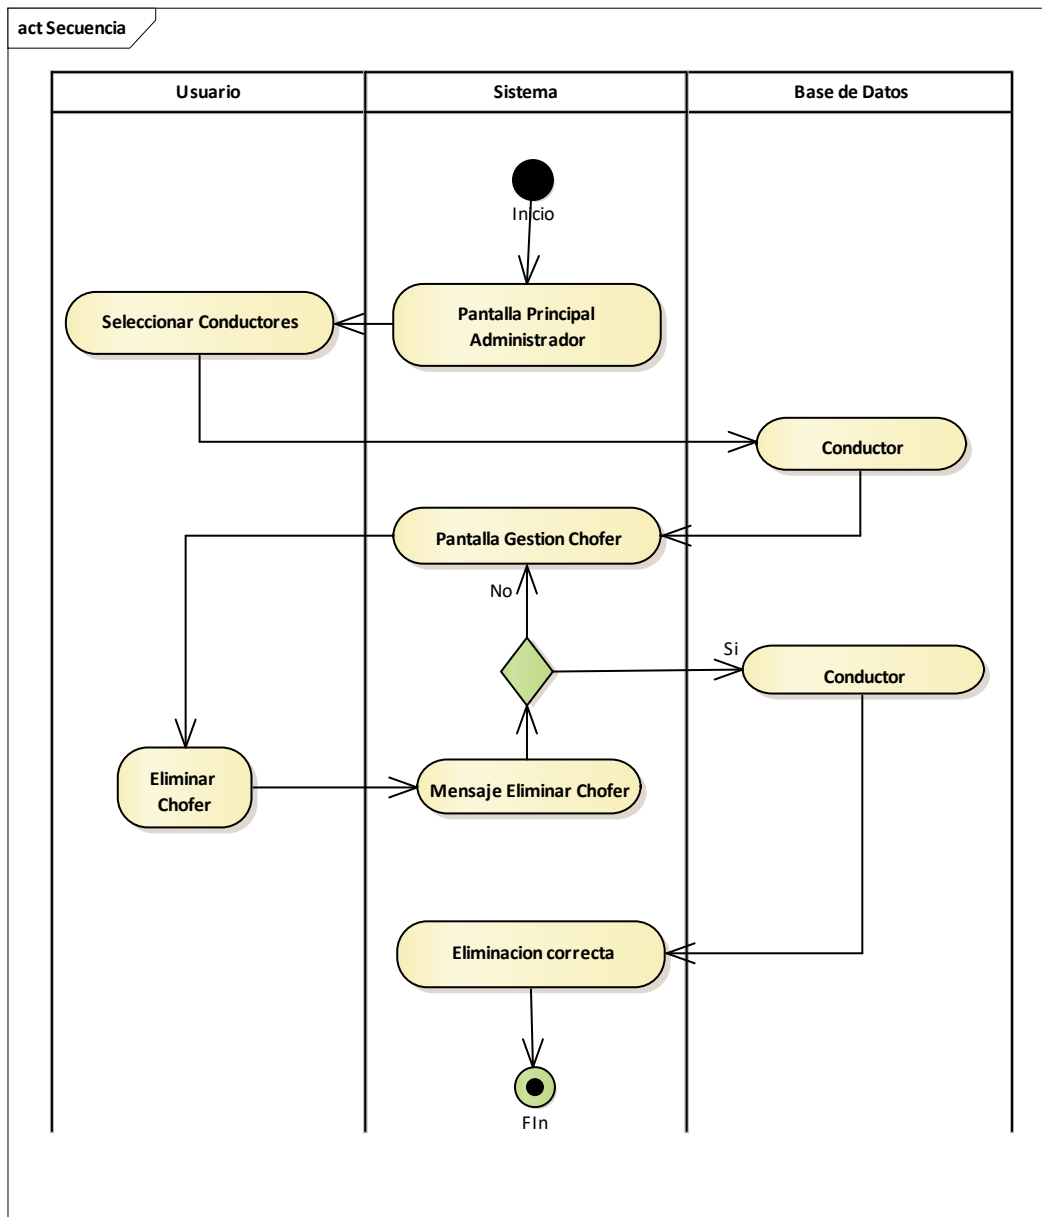 act Secuencia
Usuario
Sistema
Base de Datos
Inicio
Pantalla Principal
Administrador
Seleccionar Conductores
Conductor
Pantalla Gestion Chofer
No
Si
Conductor
Eliminar
Chofer
Mensaje Eliminar Chofer
Eliminacion correcta
FIn